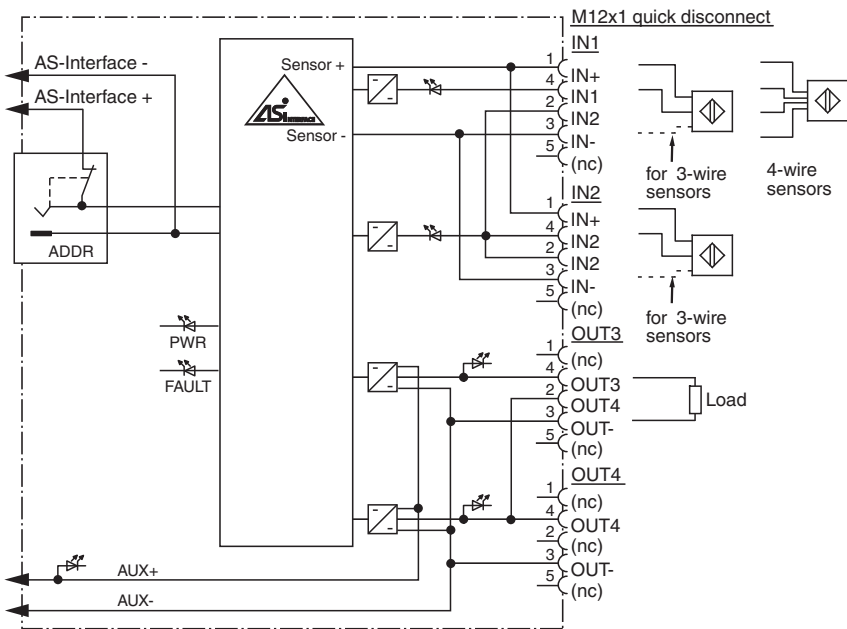 M12x1 quick disconnect
IN1
AS-Interface -
AS-Interface +
ADDR
PWR
FAULT
AUX+
AUX-
Sensor +
ASi
INTERFACE
Sensor -
1
IN+
4
IN1
2
IN2
3
IN-
5
(nc)
for 3-wire
sensors
4-wire
sensors
IN2
1
IN+
4
IN2
2
IN2
3
IN-
5
(nc)
for 3-wire
sensors
OUT3
1
(nc)
4
OUT3
2
OUT4
3
OUT-
5
(nc)
Load
OUT4
1
(nc)
4
OUT4
2
(nc)
3
OUT-
5
(nc)